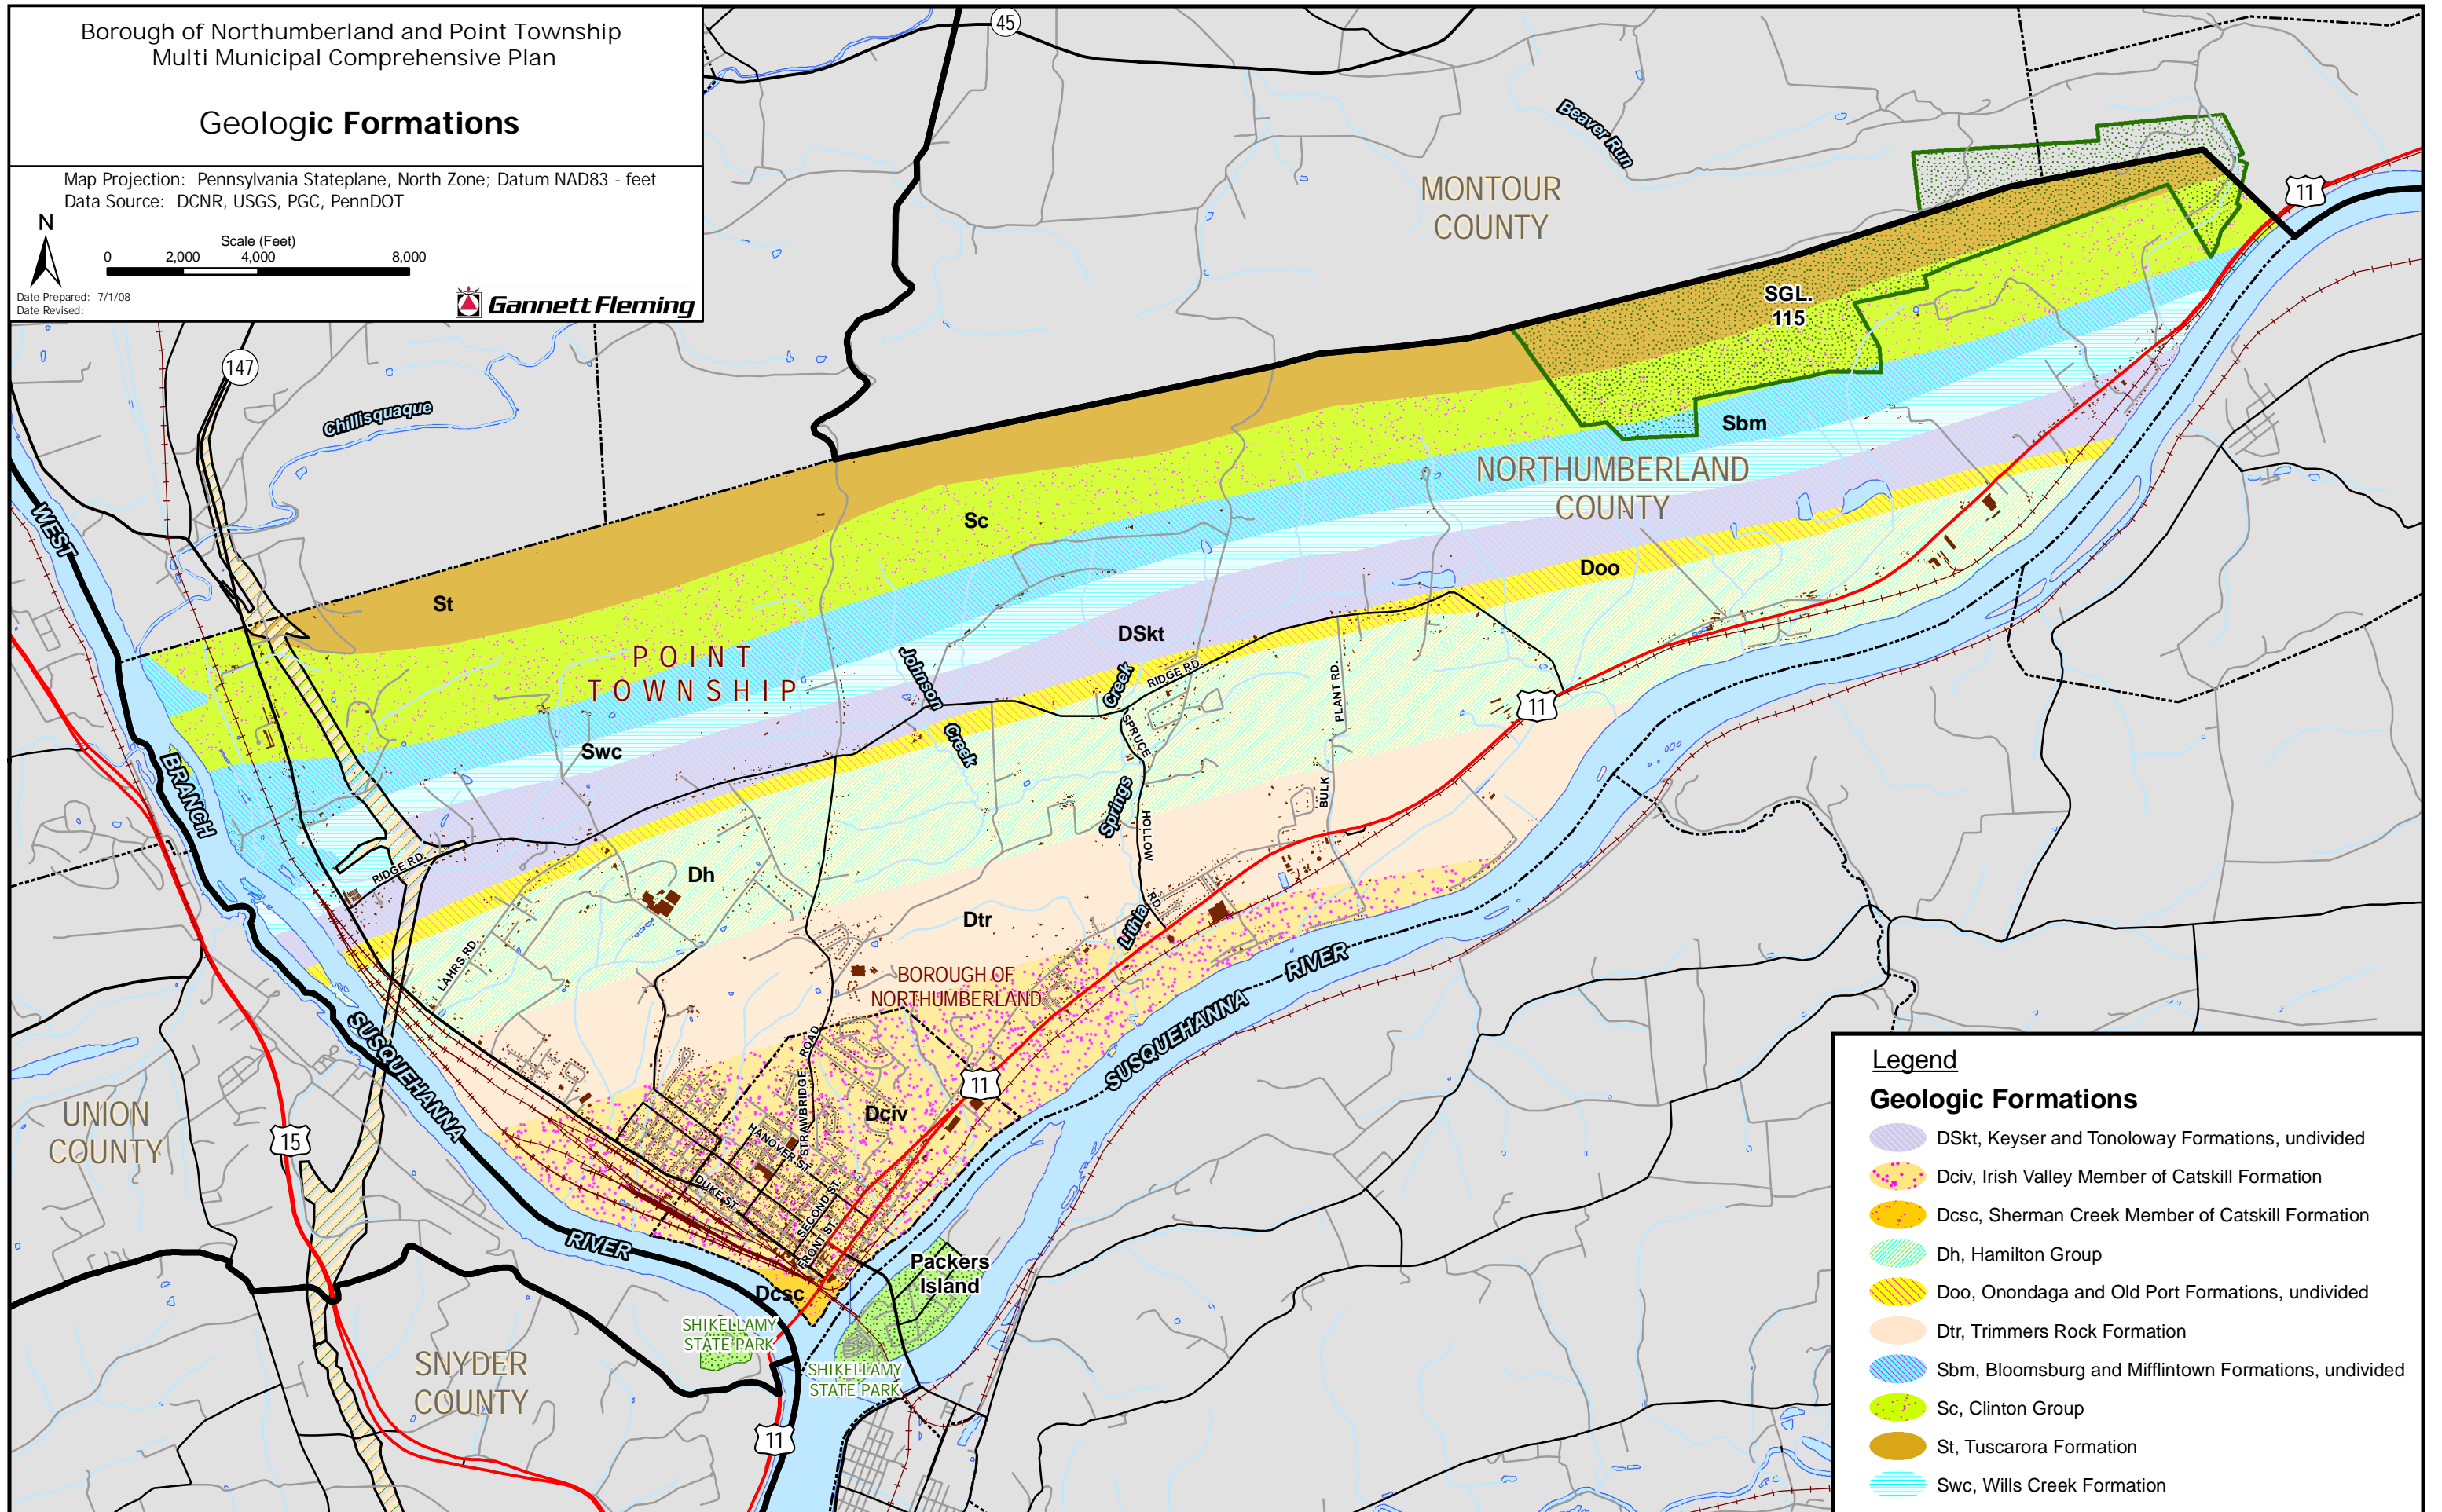 Borough of Northumberland and Point Township
Multi Municipal Comprehensive Plan
Geologic Formations
Map Projection: Pennsylvania Stateplane, North Zone; Datum NAD83 - feet
Data Source: DCNR, USGS, PGC, PennDOT
N
Scale (Feet)
0 2,000 4,000 8,000
Date Prepared: 7/1/08
Date Revised:
Gannett Fleming
45
Beaver Run
MONTOUR
COUNTY
11
SGL.
115
147
Chillisquaque
Sbm
NORTHUMBERLAND
COUNTY
WEST
Sc
Doo
St
DSkt
POINT
TOWNSHIP
Johnson
Creek
Creek
RIDGE RD.
PLANT RD.
11
SPRUCE
Swc
BRANCH
Springs
HOLLOW
BULK
RIDGE RD.
Dh
RD.
Lithia
Dtr
LAHRS RD.
BOROUGH OF
NORTHUMBERLAND
SUSQUEHANNA
RIVER
SUSQUEHANNA
STRAWBRIDGE ROAD
11
Dciv
UNION
COUNTY
15
HANOVER ST.
DUKE ST.
SECOND ST.
FRONT ST.
RIVER
Packers
Island
Dcsc
SHIKELLAMY
STATE PARK
SHIKELLAMY
STATE PARK
SNYDER
COUNTY
11
Legend
Geologic Formations
DSkt, Keyser and Tonoloway Formations, undivided
Dciv, Irish Valley Member of Catskill Formation
Dcsc, Sherman Creek Member of Catskill Formation
Dh, Hamilton Group
Doo, Onondaga and Old Port Formations, undivided
Dtr, Trimmers Rock Formation
Sbm, Bloomsburg and Mifflintown Formations, undivided
Sc, Clinton Group
St, Tuscarora Formation
Swc, Wills Creek Formation